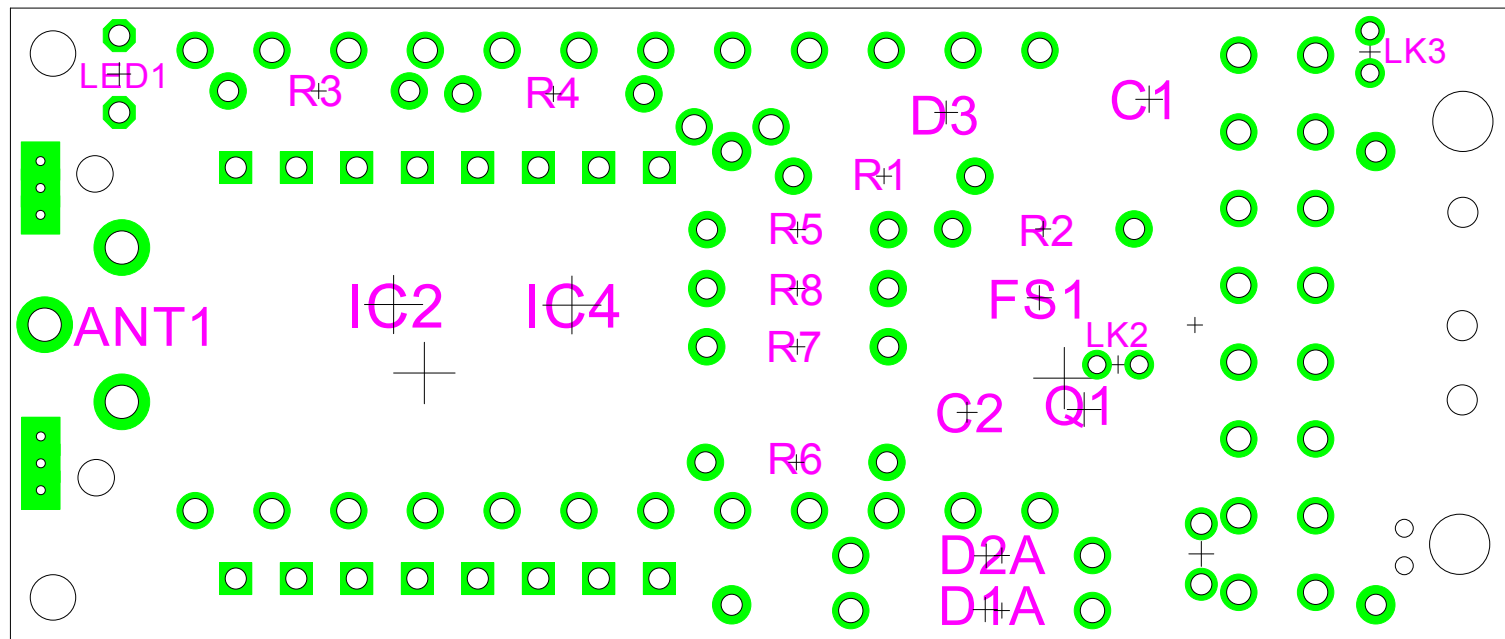 LED1
R3
R4
D3
C1
LK3
R1
R5
R2
IC2
IC4
R8
FS1
ANT1
R7
LK2
C2
Q1
R6
D2A
D1A